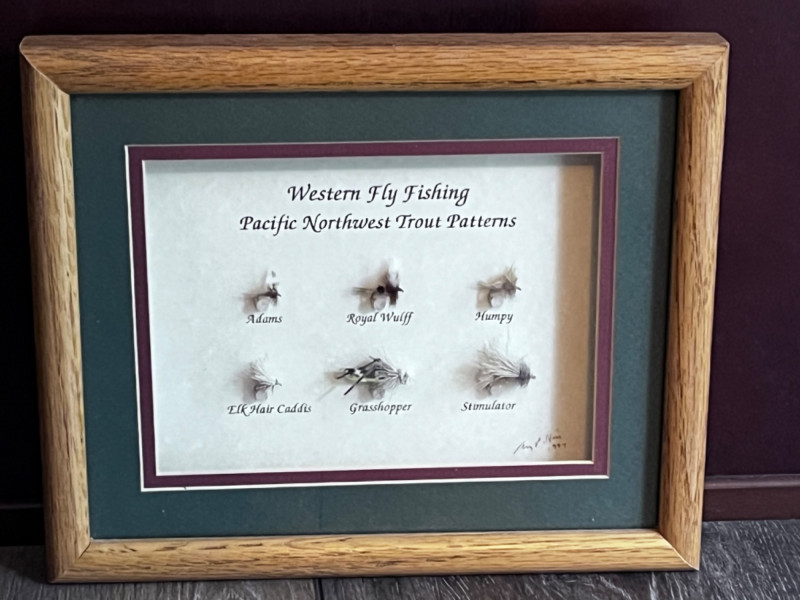 Western Fly Fishing
Pacific Northwest Trout Patterns
Adams Royal Wulff Humpy
Elk Hair Caddis Grasshopper Stimulator